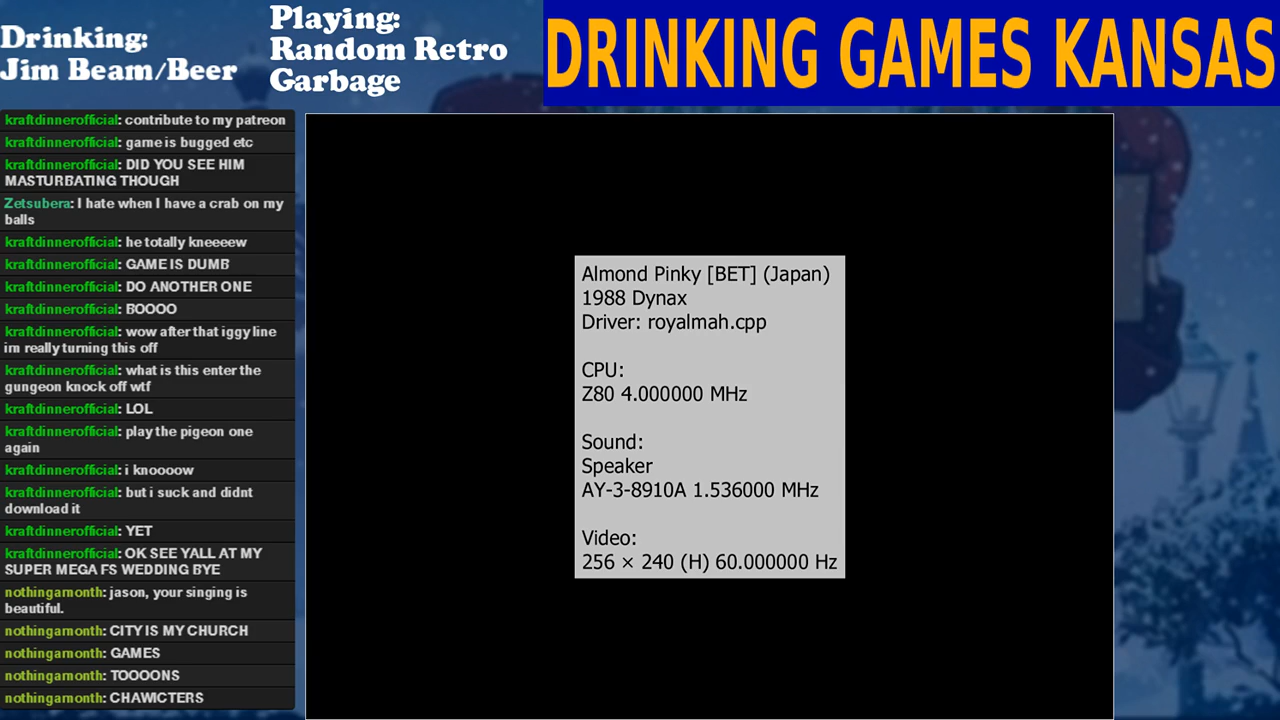 Drinking:
Jim Beam/Beer
Playing:
Random Retro
Garbage
DRINKING GAMES KANSAS
kraftdinnerofficial: contribute to my patreon
kraftdinnerofficial: game is bugged etc
kraftdinnerofficial: DID YOU SEE HIM
MASTURBATING THOUGH
Zetsubera: I hate when I have a crab on my
balls
kraftdinnerofficial: he totally kneeeew
kraftdinnerofficial: GAME IS DUMB
kraftdinnerofficial: DO ANOTHER ONE
kraftdinnerofficial: BOOOO
kraftdinnerofficial: wow after that iggy line
im really turning this off
kraftdinnerofficial: what is this enter the
gungeon knock off wtf
kraftdinnerofficial: LOL
kraftdinnerofficial: play the pigeon one
again
kraftdinnerofficial: i knoooow
kraftdinnerofficial: but i suck and didnt
download it
kraftdinnerofficial: YET
kraftdinnerofficial: OK SEE YALL AT MY
SUPER MEGA FS WEDDING BYE
nothingamonth: jason, your singing is
beautiful.
nothingamonth: CITY IS MY CHURCH
nothingamonth: GAMES
nothingamonth: TOOOONS
nothingamonth: CHAWICTERS
Almond Pinky [BET] (Japan)
1988 Dynax
Driver: royalmah.cpp
CPU:
Z80 4.000000 MHz
Sound:
Speaker
AY-3-8910A 1.536000 MHz
Video:
256 × 240 (H) 60.000000 Hz